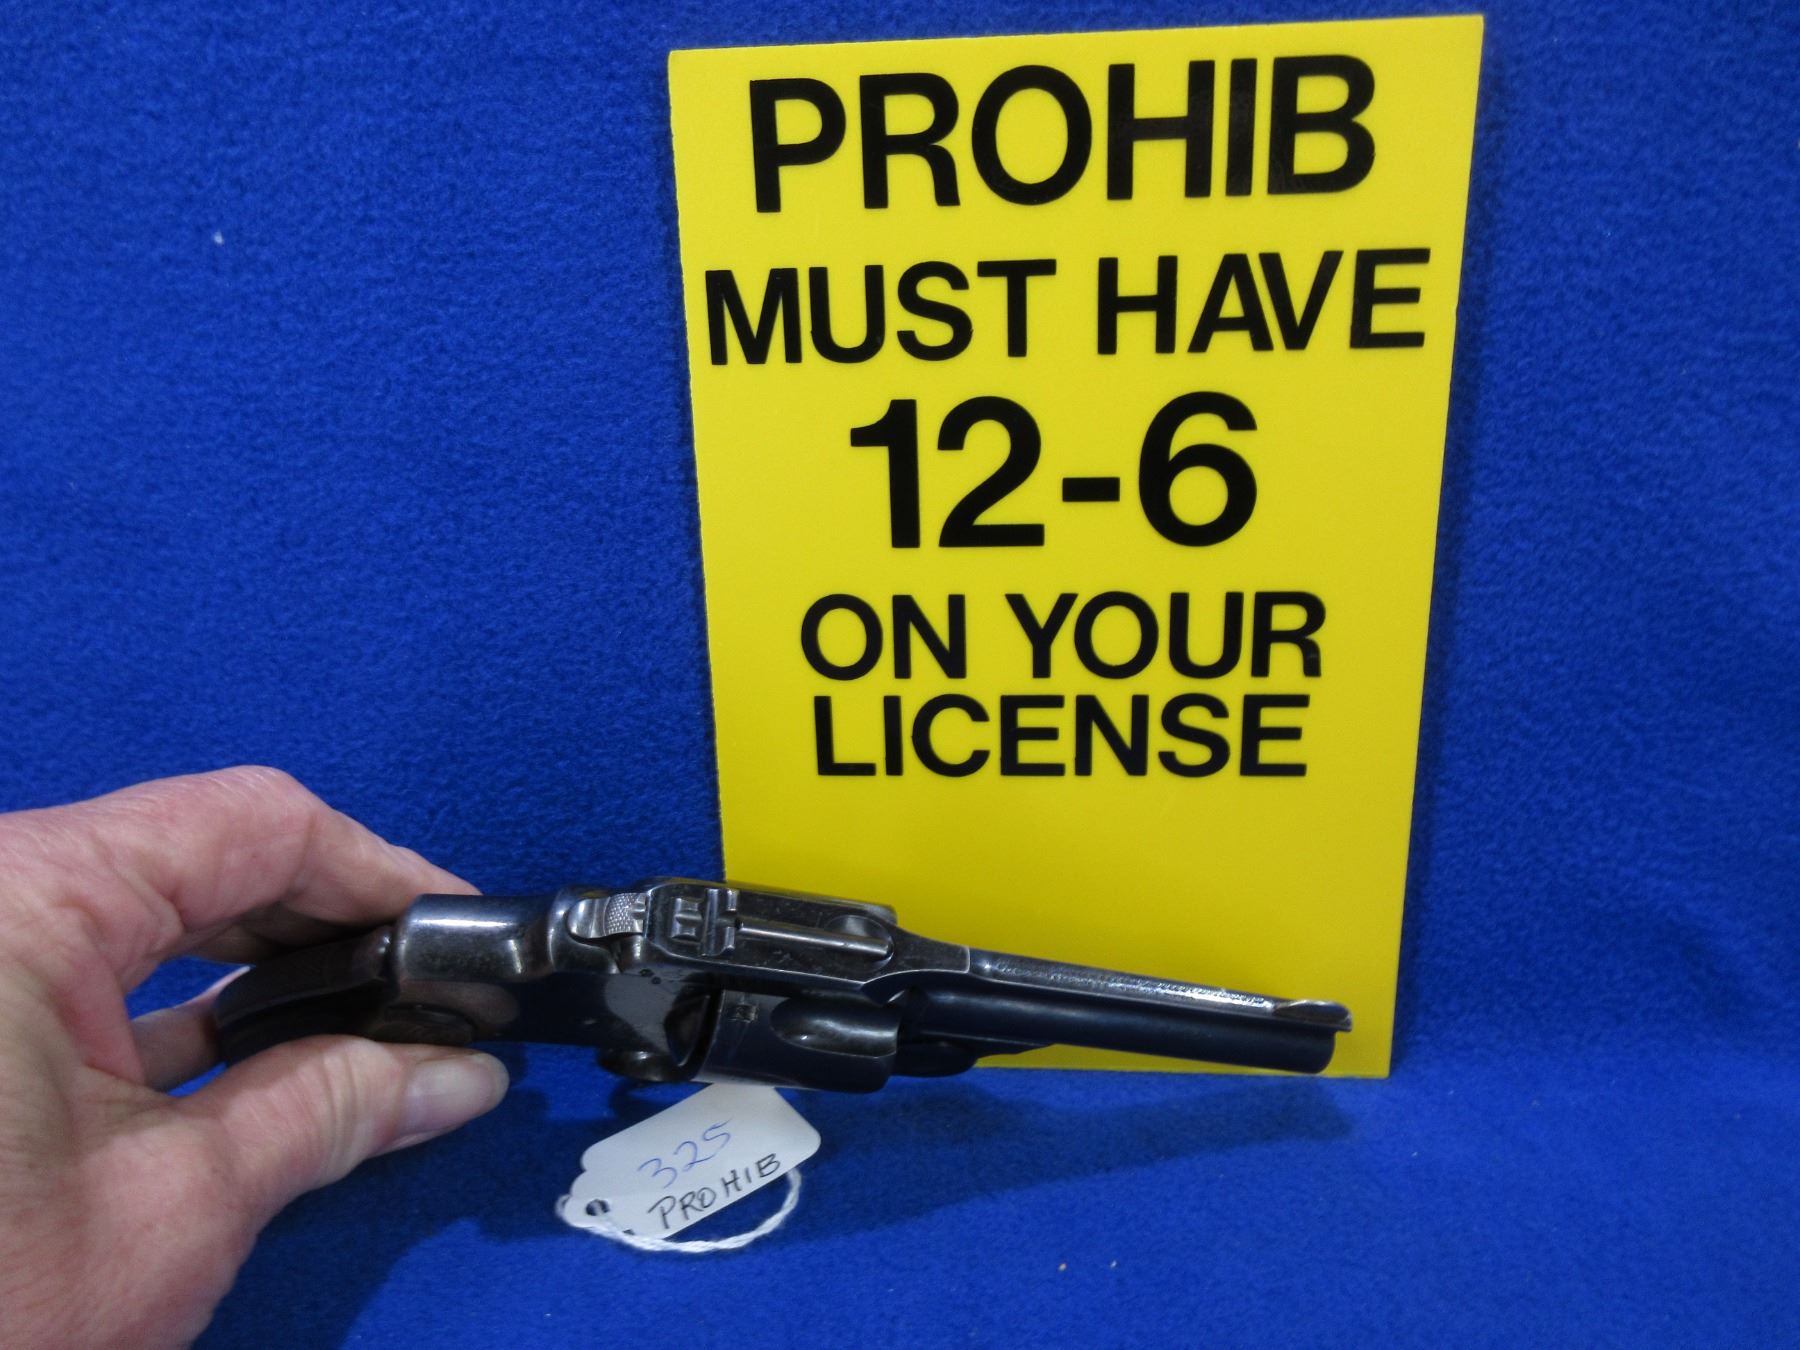 PROHIB
MUST HAVE
12-6
ON YOUR
LICENSE
325
PROHIB